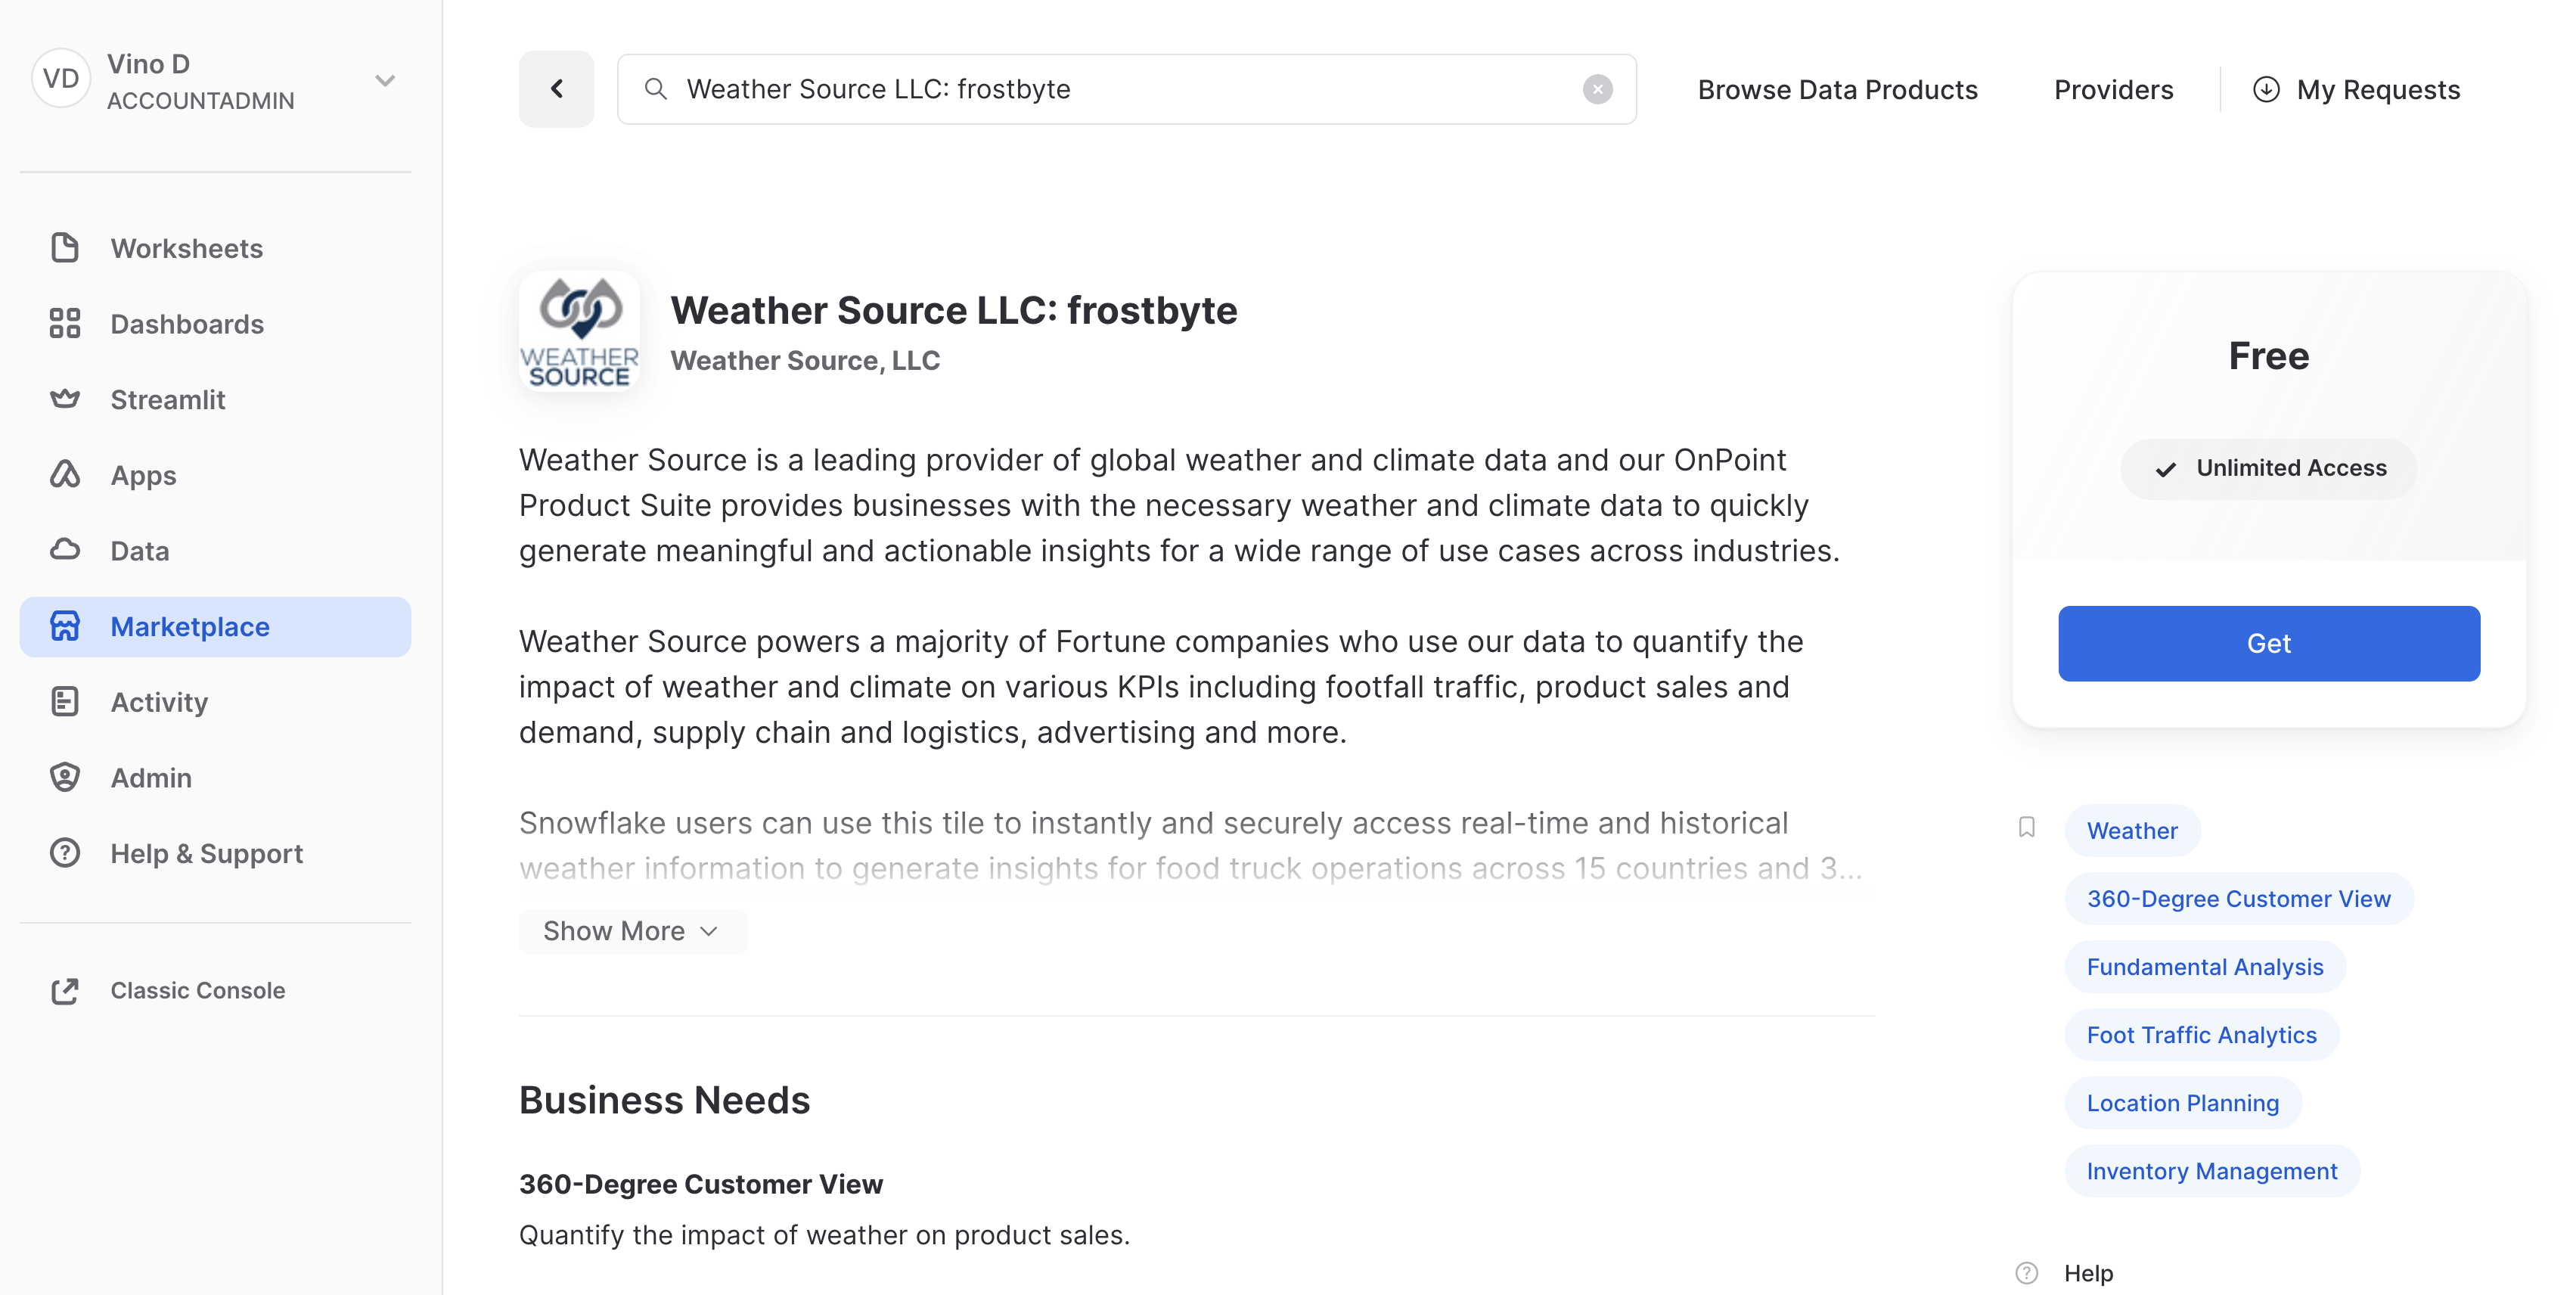 VD
Vino D
ACCOUNTADMIN
Worksheets
Dashboards
Streamlit
Apps
Data
Marketplace
Activity
Admin
Help & Support
Classic Console
Weather Source LLC: frostbyte
Browse Data Products
Providers
My Requests
WEATHER
SOURCE
Weather Source LLC: frostbyte
Weather Source, LLC
Weather Source is a leading provider of global weather and climate data and our OnPoint
Product Suite provides businesses with the necessary weather and climate data to quickly
generate meaningful and actionable insights for a wide range of use cases across industries.
Weather Source powers a majority of Fortune companies who use our data to quantify the
impact of weather and climate on various KPIs including footfall traffic, product sales and
demand, supply chain and logistics, advertising and more.
Snowflake users can use this tile to instantly and securely access real-time and historical
weather information to generate insights for food truck operations across 15 countries and 3...
Show More
Business Needs
360-Degree Customer View
Quantify the impact of weather on product sales.
Free
Unlimited Access
Get
Weather
360-Degree Customer View
Fundamental Analysis
Foot Traffic Analytics
Location Planning
Inventory Management
Help